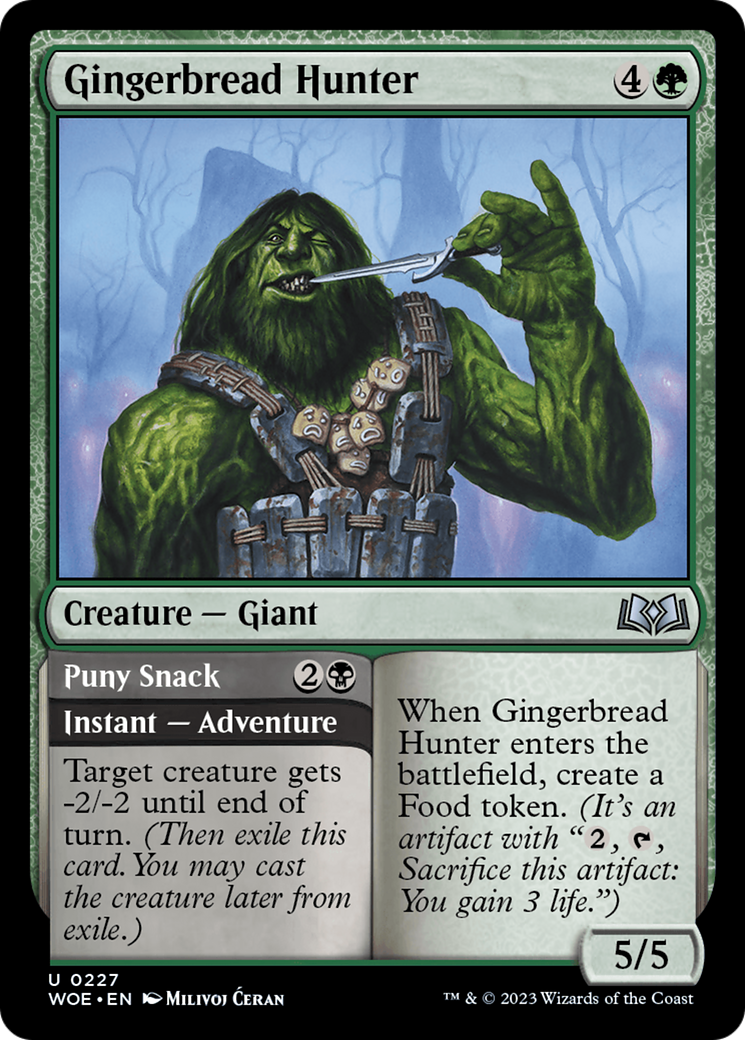 Gingerbread Hunter 4
Creature — Giant
Puny Snack 2
Instant — Adventure
Target creature gets
-2/-2 until end of
turn. (Then exile this
card. You may cast
the creature later from
exile.)
When Gingerbread
Hunter enters the
battlefield, create a
Food token. (It's an
artifact with “2, ,
Sacrifice this artifact:
You gain 3 life.”)
5/5
U 0227
WOE • EN Milivoj Ćeran
™ & © 2023 Wizards of the Coast